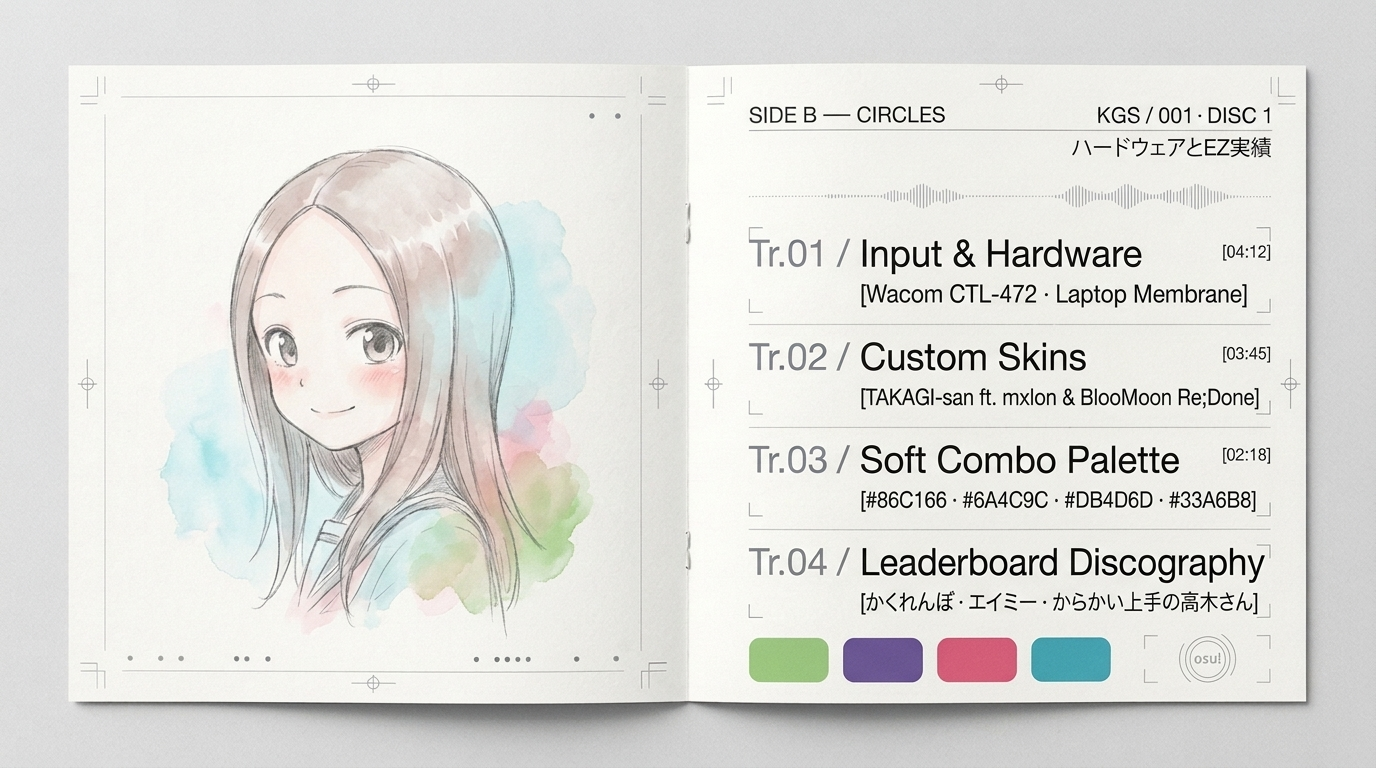 SIDE B — CIRCLES
KGS / 001 · DISC 1
ハードウェアとEZ実績
Tr.01 / Input & Hardware [04:12]
[Wacom CTL-472 · Laptop Membrane]
Tr.02 / Custom Skins [03:45]
[TAKAGI-san ft. mxlon & BlooMoon Re;Done]
Tr.03 / Soft Combo Palette [02:18]
[#86C166 · #6A4C9C · #DB4D6D · #33A6B8]
Tr.04 / Leaderboard Discography
[かくれんぼ · エイミー · からかい上手の高木さん]
osu!